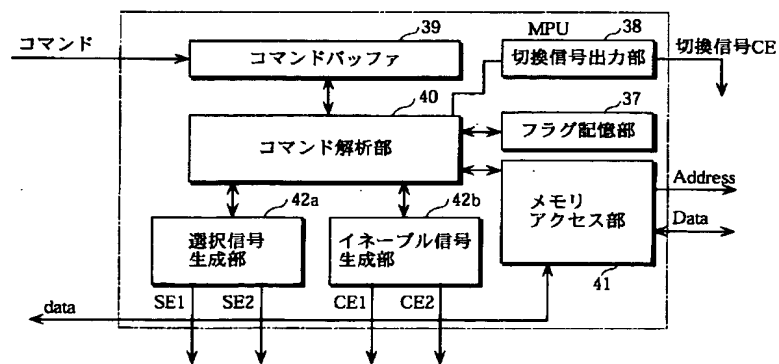 コマンド
39
コマンドバッファ
MPU
38
切換信号出力部
切換信号CE
40
コマンド解析部
37
フラグ記憶部
42a
選択信号
生成部
42b
イネーブル信号
生成部
メモリ
アクセス部
41
Address
Data
data
SE1
SE2
CE1
CE2